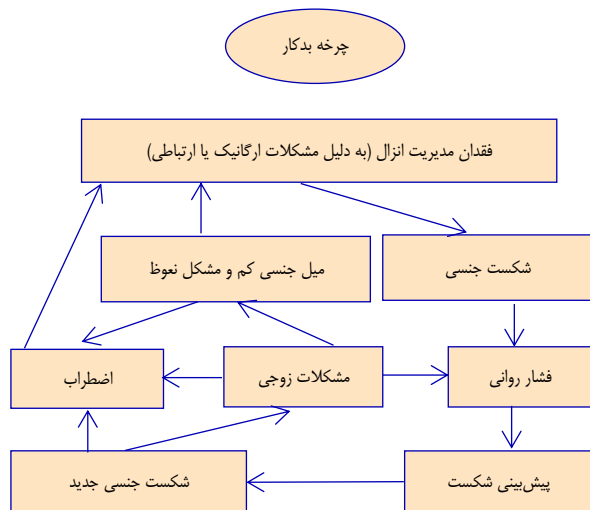 چرخه بدکار
فقدان مدیریت انزال (به دلیل مشکلات ارگانیک یا ارتباطی)
میل جنسی کم و مشکل نعوظ
شکست جنسی
اضطراب
مشکلات زوجی
فشار روانی
شکست جنسی جدید
پیش‌بینی شکست